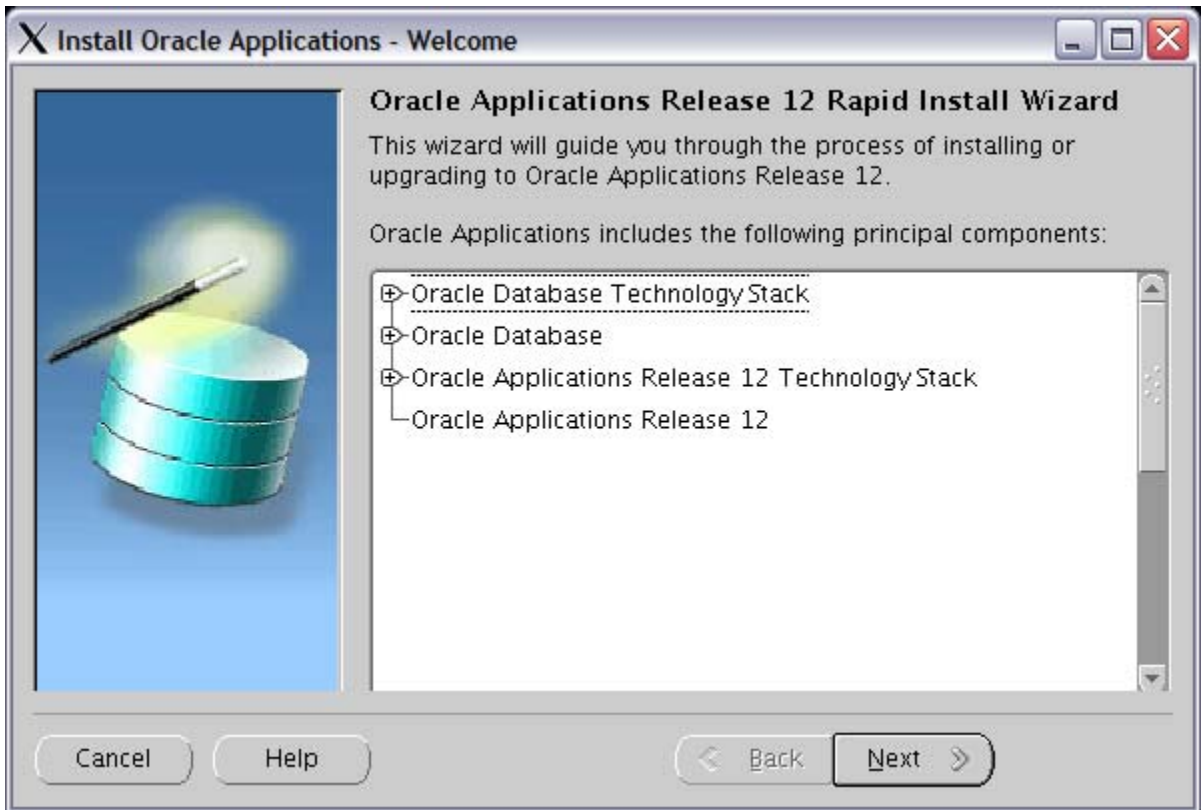 Install Oracle Applications - Welcome
Oracle Applications Release 12 Rapid Install Wizard
This wizard will guide you through the process of installing or
upgrading to Oracle Applications Release 12.
Oracle Applications includes the following principal components:
Oracle Database Technology Stack
Oracle Database
Oracle Applications Release 12 Technology Stack
Oracle Applications Release 12
Cancel Help Back Next